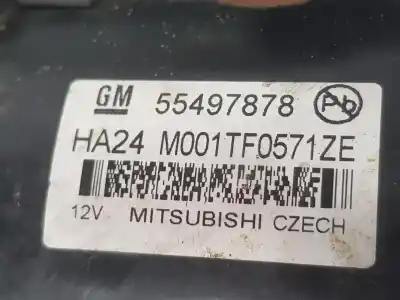 GM 55497878 Pb
HA24 M001TF0571ZE
12V MITSUBISHI CZECH